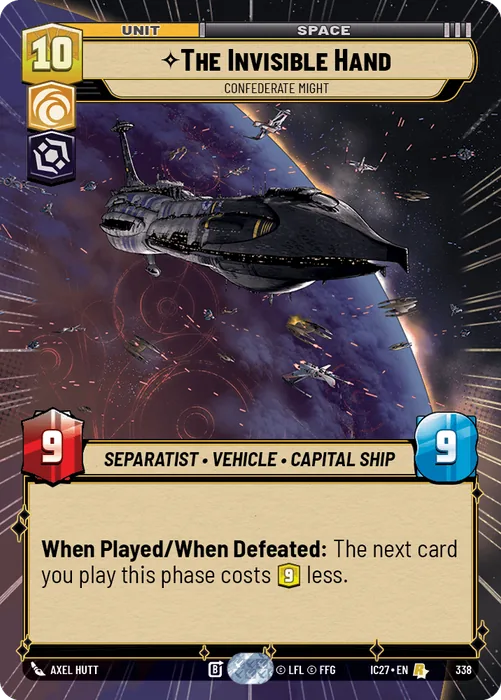 UNIT
SPACE
10
✧THE INVISIBLE HAND
CONFEDERATE MIGHT
9
SEPARATIST • VEHICLE • CAPITAL SHIP
9
When Played/When Defeated: The next card
you play this phase costs 9 less.
AXEL HUTT
B
© LFL © FFG
IC27•EN
R
338